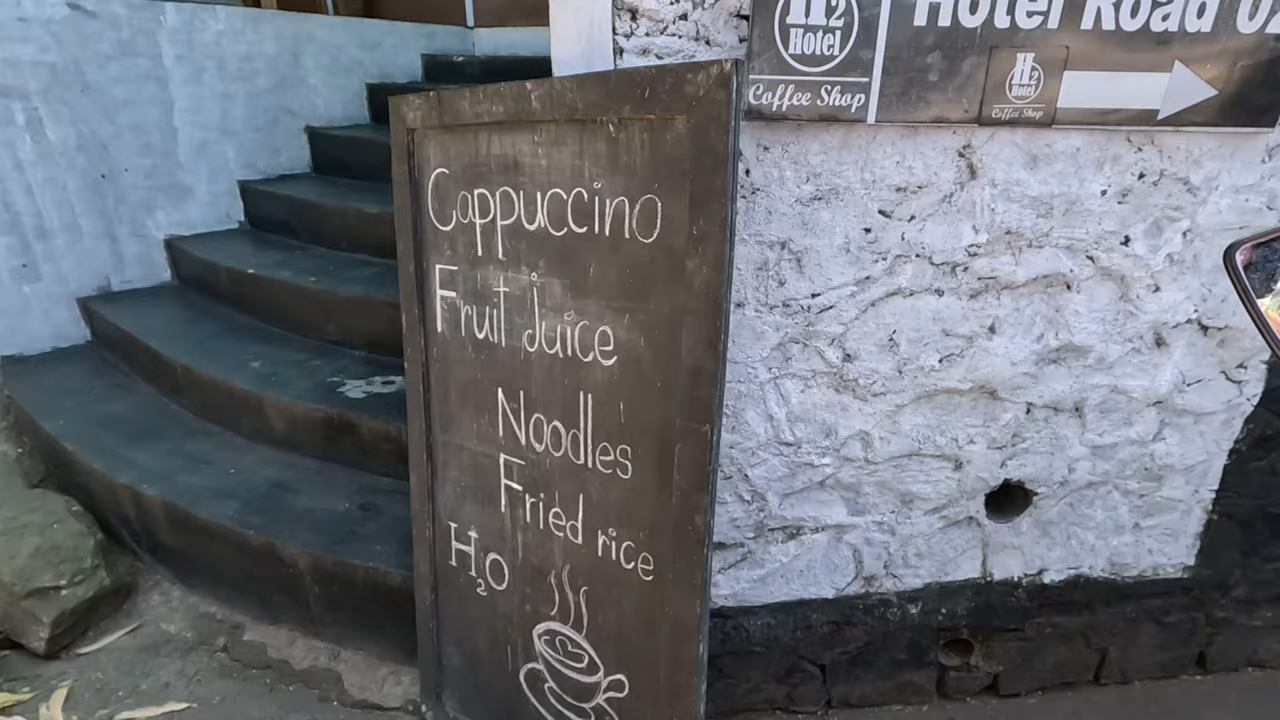 Cappuccino
Fruit juice
Noodles
Fried rice
H₂O
H2
Hotel
Coffee Shop
Hotel Road
H2
Hotel
Coffee Shop